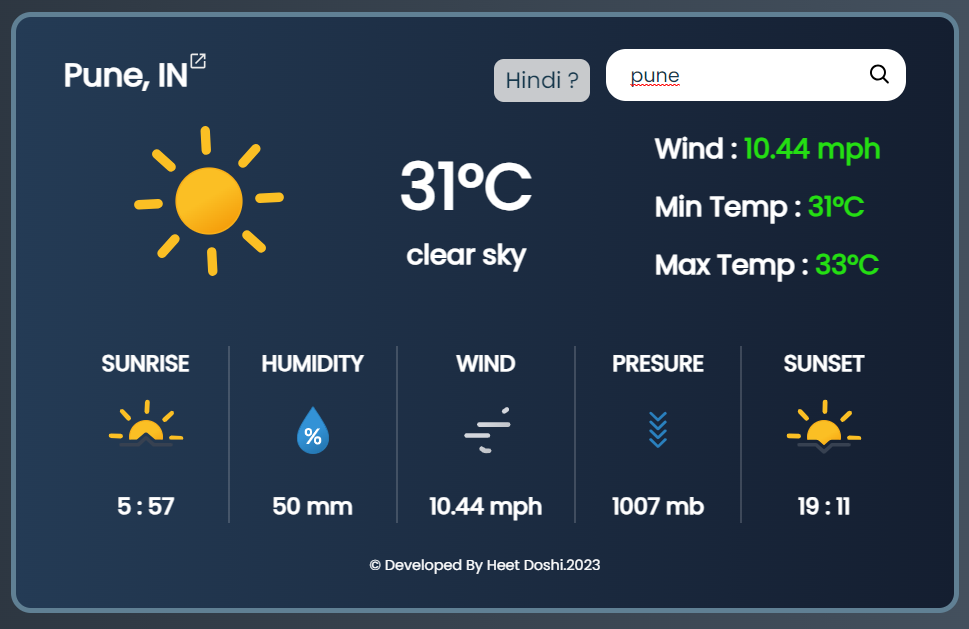 Pune, IN
Hindi ?
pune
Wind : 10.44 mph
31°C
Min Temp : 31°C
clear sky
Max Temp : 33°C
SUNRISE
HUMIDITY
WIND
PRESURE
SUNSET
%
5 : 57
50 mm
10.44 mph
1007 mb
19 : 11
© Developed By Heet Doshi.2023